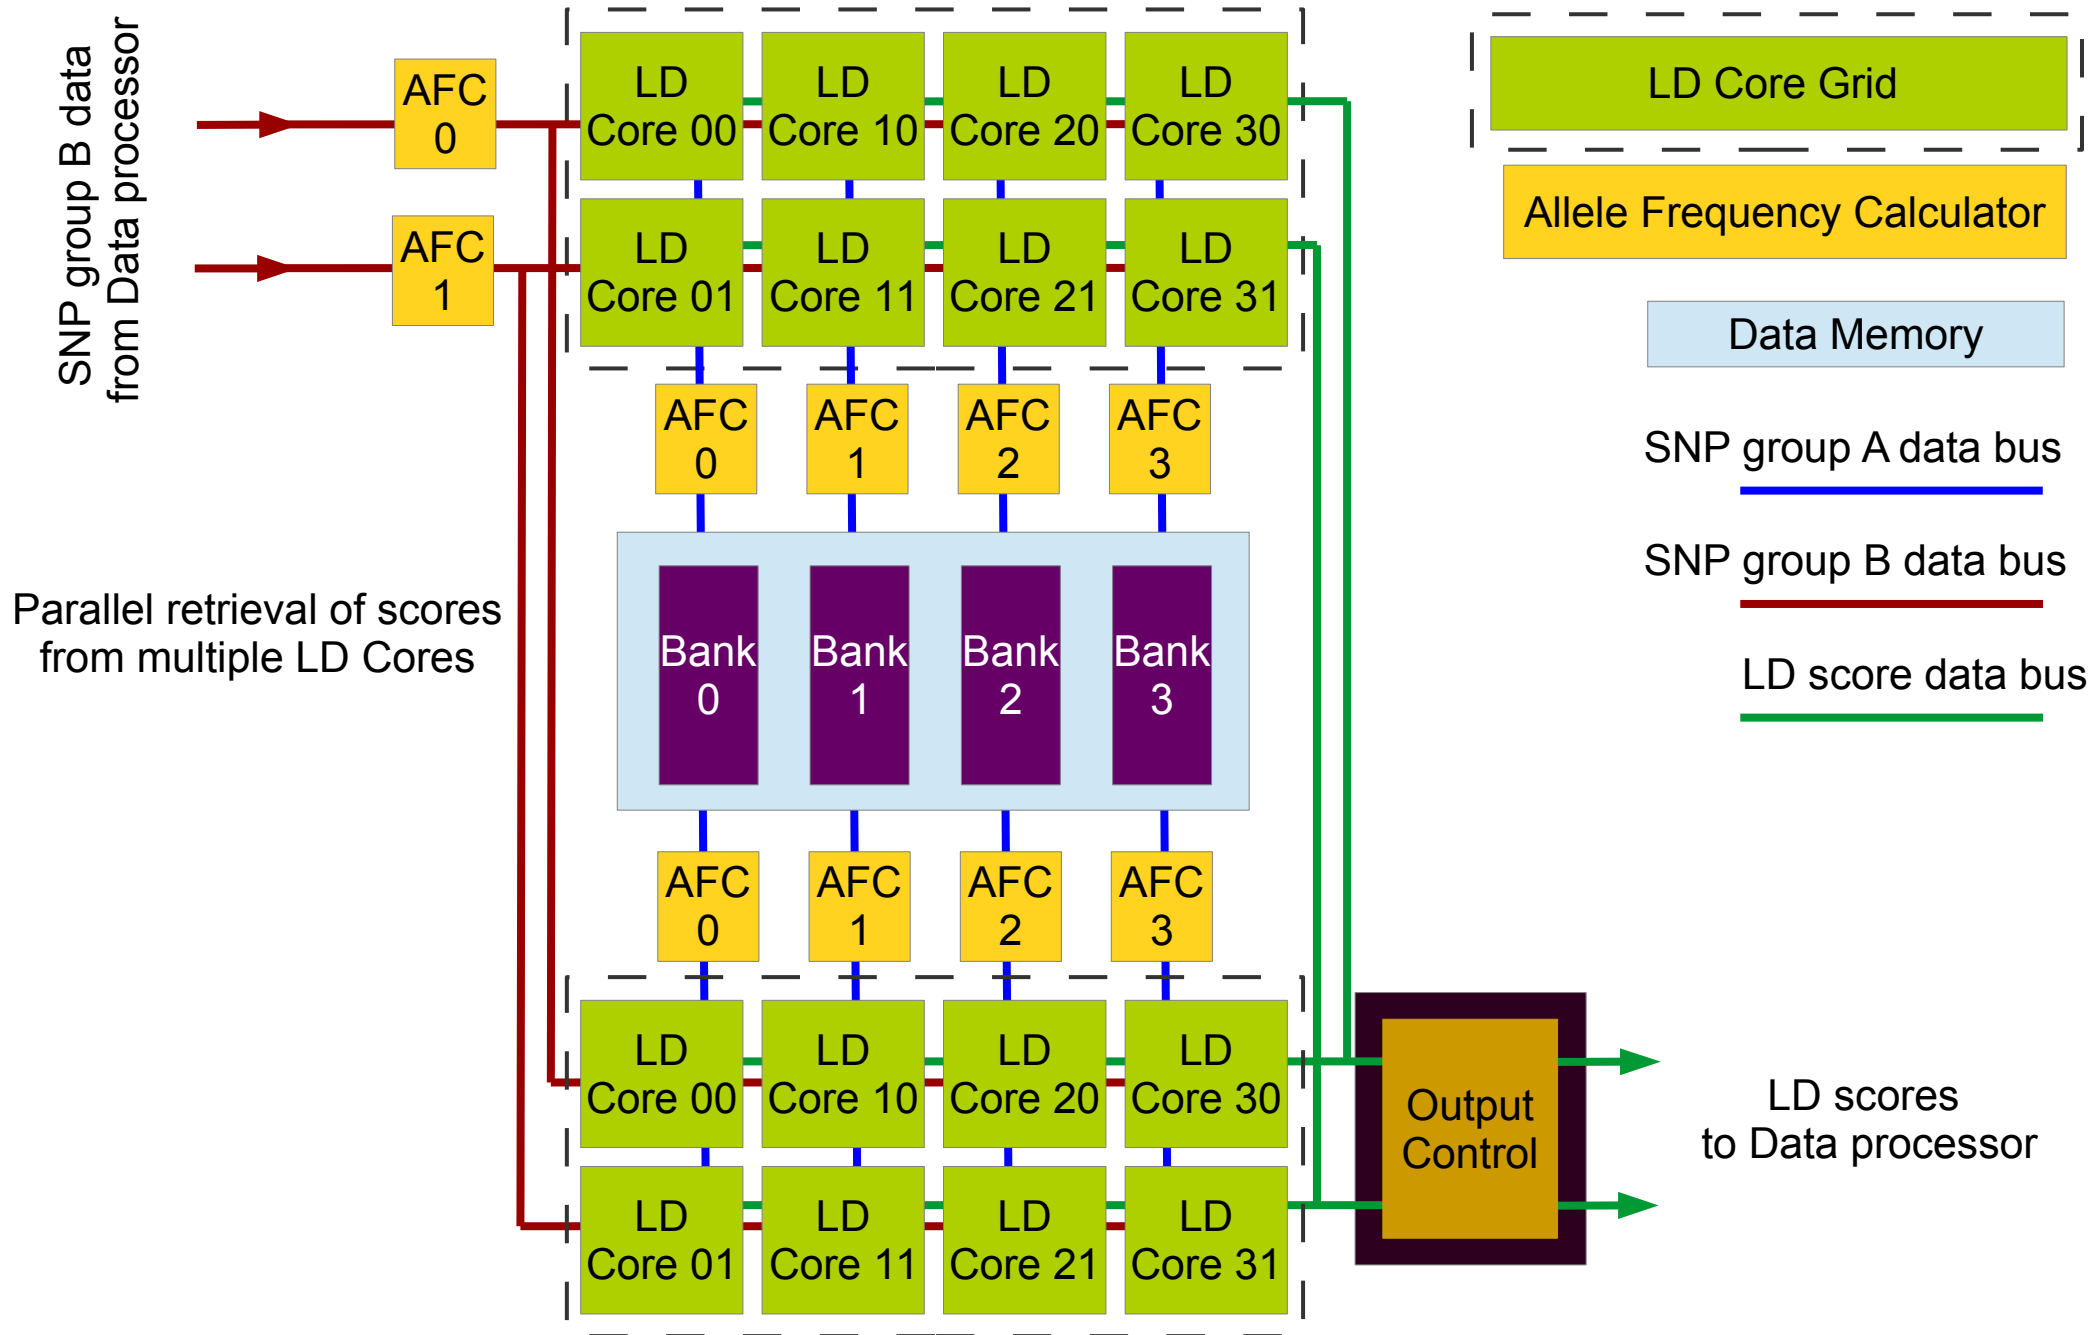 SNP group B data
from Data processor
AFC
0
AFC
1
LD
Core 00
LD
Core 10
LD
Core 20
LD
Core 30
LD
Core 01
LD
Core 11
LD
Core 21
LD
Core 31
AFC
0
AFC
1
AFC
2
AFC
3
Parallel retrieval of scores
from multiple LD Cores
Bank
0
Bank
1
Bank
2
Bank
3
AFC
0
AFC
1
AFC
2
AFC
3
LD
Core 00
LD
Core 10
LD
Core 20
LD
Core 30
LD
Core 01
LD
Core 11
LD
Core 21
LD
Core 31
Output
Control
LD scores
to Data processor
LD Core Grid
Allele Frequency Calculator
Data Memory
SNP group A data bus
SNP group B data bus
LD score data bus